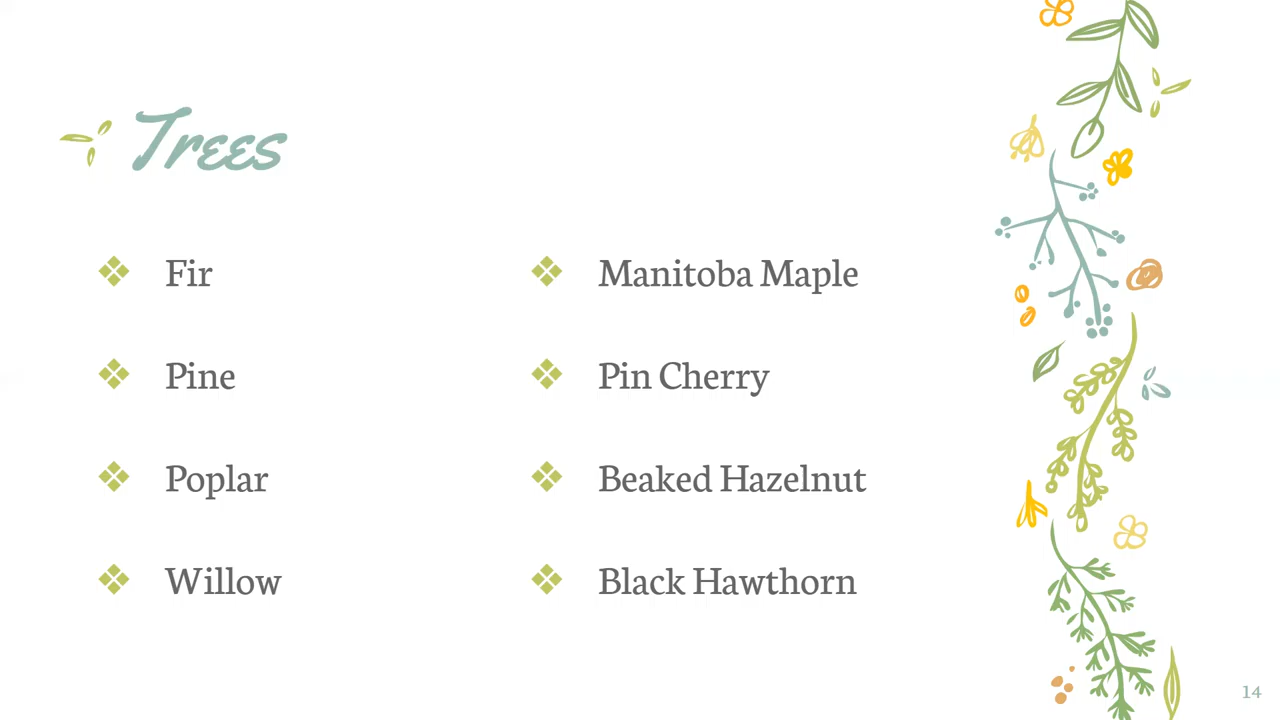 Trees
Fir
Pine
Poplar
Willow
Manitoba Maple
Pin Cherry
Beaked Hazelnut
Black Hawthorn
14